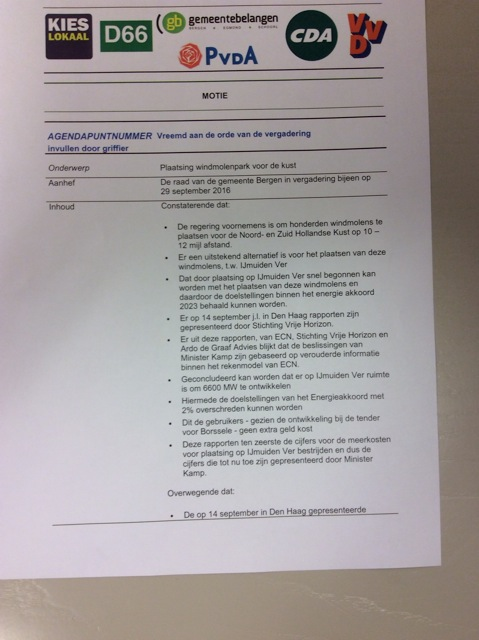 KIES
LOKAAL
D66
gb gemeentebelangen
BERGEN • EGMOND • SCHOORL
PVDA
CDA
VVD
MOTIE
AGENDAPUNTNUMMER Vreemd aan de orde van de vergadering
invullen door griffier
Onderwerp Plaatsing windmolenpark voor de kust
Aanhef De raad van de gemeente Bergen in vergadering bijeen op
29 september 2016
Inhoud Constaterende dat:
• De regering voornemens is om honderden windmolens te
plaatsen voor de Noord- en Zuid Hollandse Kust op 10 –
12 mijl afstand.
• Er een uitstekend alternatief is voor het plaatsen van deze
windmolens, t.w. IJmuiden Ver
• Dat door plaatsing op IJmuiden Ver snel begonnen kan
worden met het plaatsen van deze windmolens en
daardoor de doelstellingen binnen het energie akkoord
2023 behaald kunnen worden.
• Er op 14 september j.l. in Den Haag rapporten zijn
gepresenteerd door Stichting Vrije Horizon.
• Er uit deze rapporten, van ECN, Stichting Vrije Horizon en
Ardo de Graaf Advies blijkt dat de beslissingen van
Minister Kamp zijn gebaseerd op verouderde informatie
binnen het rekenmodel van ECN.
• Geconcludeerd kan worden dat er op IJmuiden Ver ruimte
is om 6600 MW te ontwikkelen
• Hiermede de doelstellingen van het Energieakkoord met
2% overschreden kunnen worden
• Dit de gebruikers - gezien de ontwikkeling bij de tender
voor Borssele - geen extra geld kost
• Deze rapporten ten zeerste de cijfers voor de meerkosten
voor plaatsing op IJmuiden Ver bestrijden en dus de
cijfers die tot nu toe zijn gepresenteerd door Minister
Kamp.
Overwegende dat:
• De op 14 september in Den Haag gepresenteerde